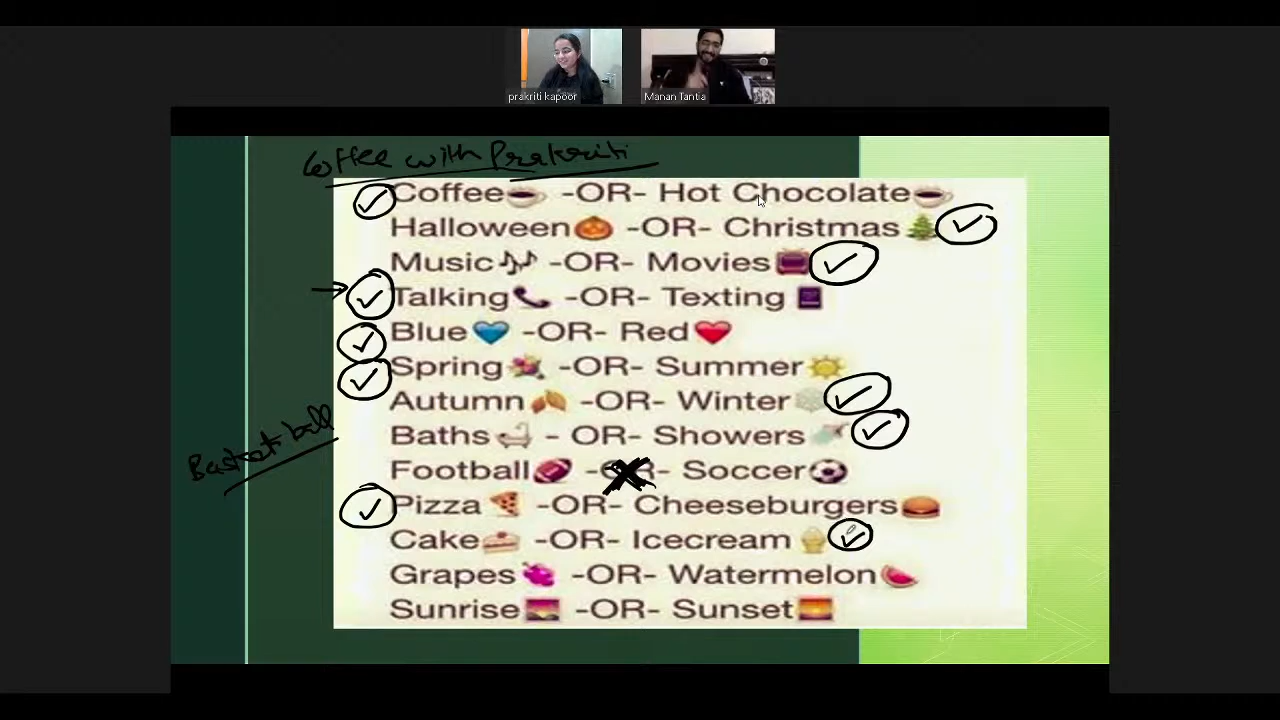 prakriti kapoor
Manan Tantia
Coffee with Prakriti
Coffee☕ -OR- Hot Chocolate☕
Halloween🎃 -OR- Christmas🎄
Music🎶 -OR- Movies📺
Talking📞 -OR- Texting📱
Blue💙 -OR- Red❤️
Spring💐 -OR- Summer☀️
Autumn🍂 -OR- Winter❄️
Baths🛀 - OR- Showers🚿
Basketball
Football🏈 -OR- Soccer⚽
Pizza🍕 -OR- Cheeseburgers🍔
Cake🍰 -OR- Icecream🍦
Grapes🍇 -OR- Watermelon🍉
Sunrise🌅 -OR- Sunset🌇